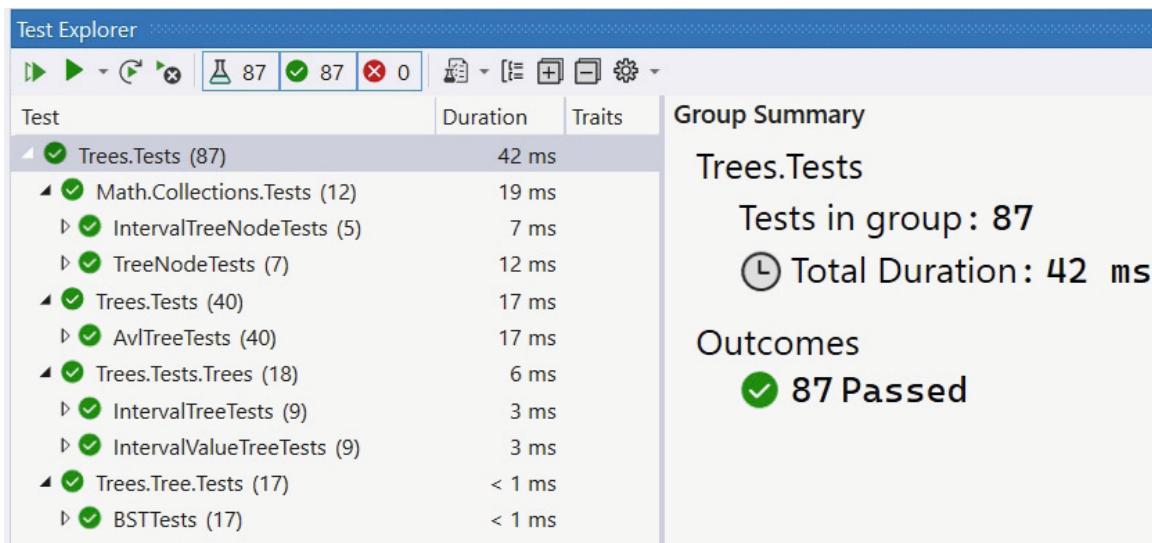 Test Explorer
87 87 0
Test Duration Traits
Trees.Tests (87) 42 ms
Math.Collections.Tests (12) 19 ms
IntervalTreeNodeTests (5) 7 ms
TreeNodeTests (7) 12 ms
Trees.Tests (40) 17 ms
AvlTreeTests (40) 17 ms
Trees.Tests.Trees (18) 6 ms
IntervalTreeTests (9) 3 ms
IntervalValueTreeTests (9) 3 ms
Trees.Tree.Tests (17) < 1 ms
BSTTests (17) < 1 ms
Group Summary
Trees.Tests
Tests in group: 87
Total Duration: 42 ms
Outcomes
87 Passed